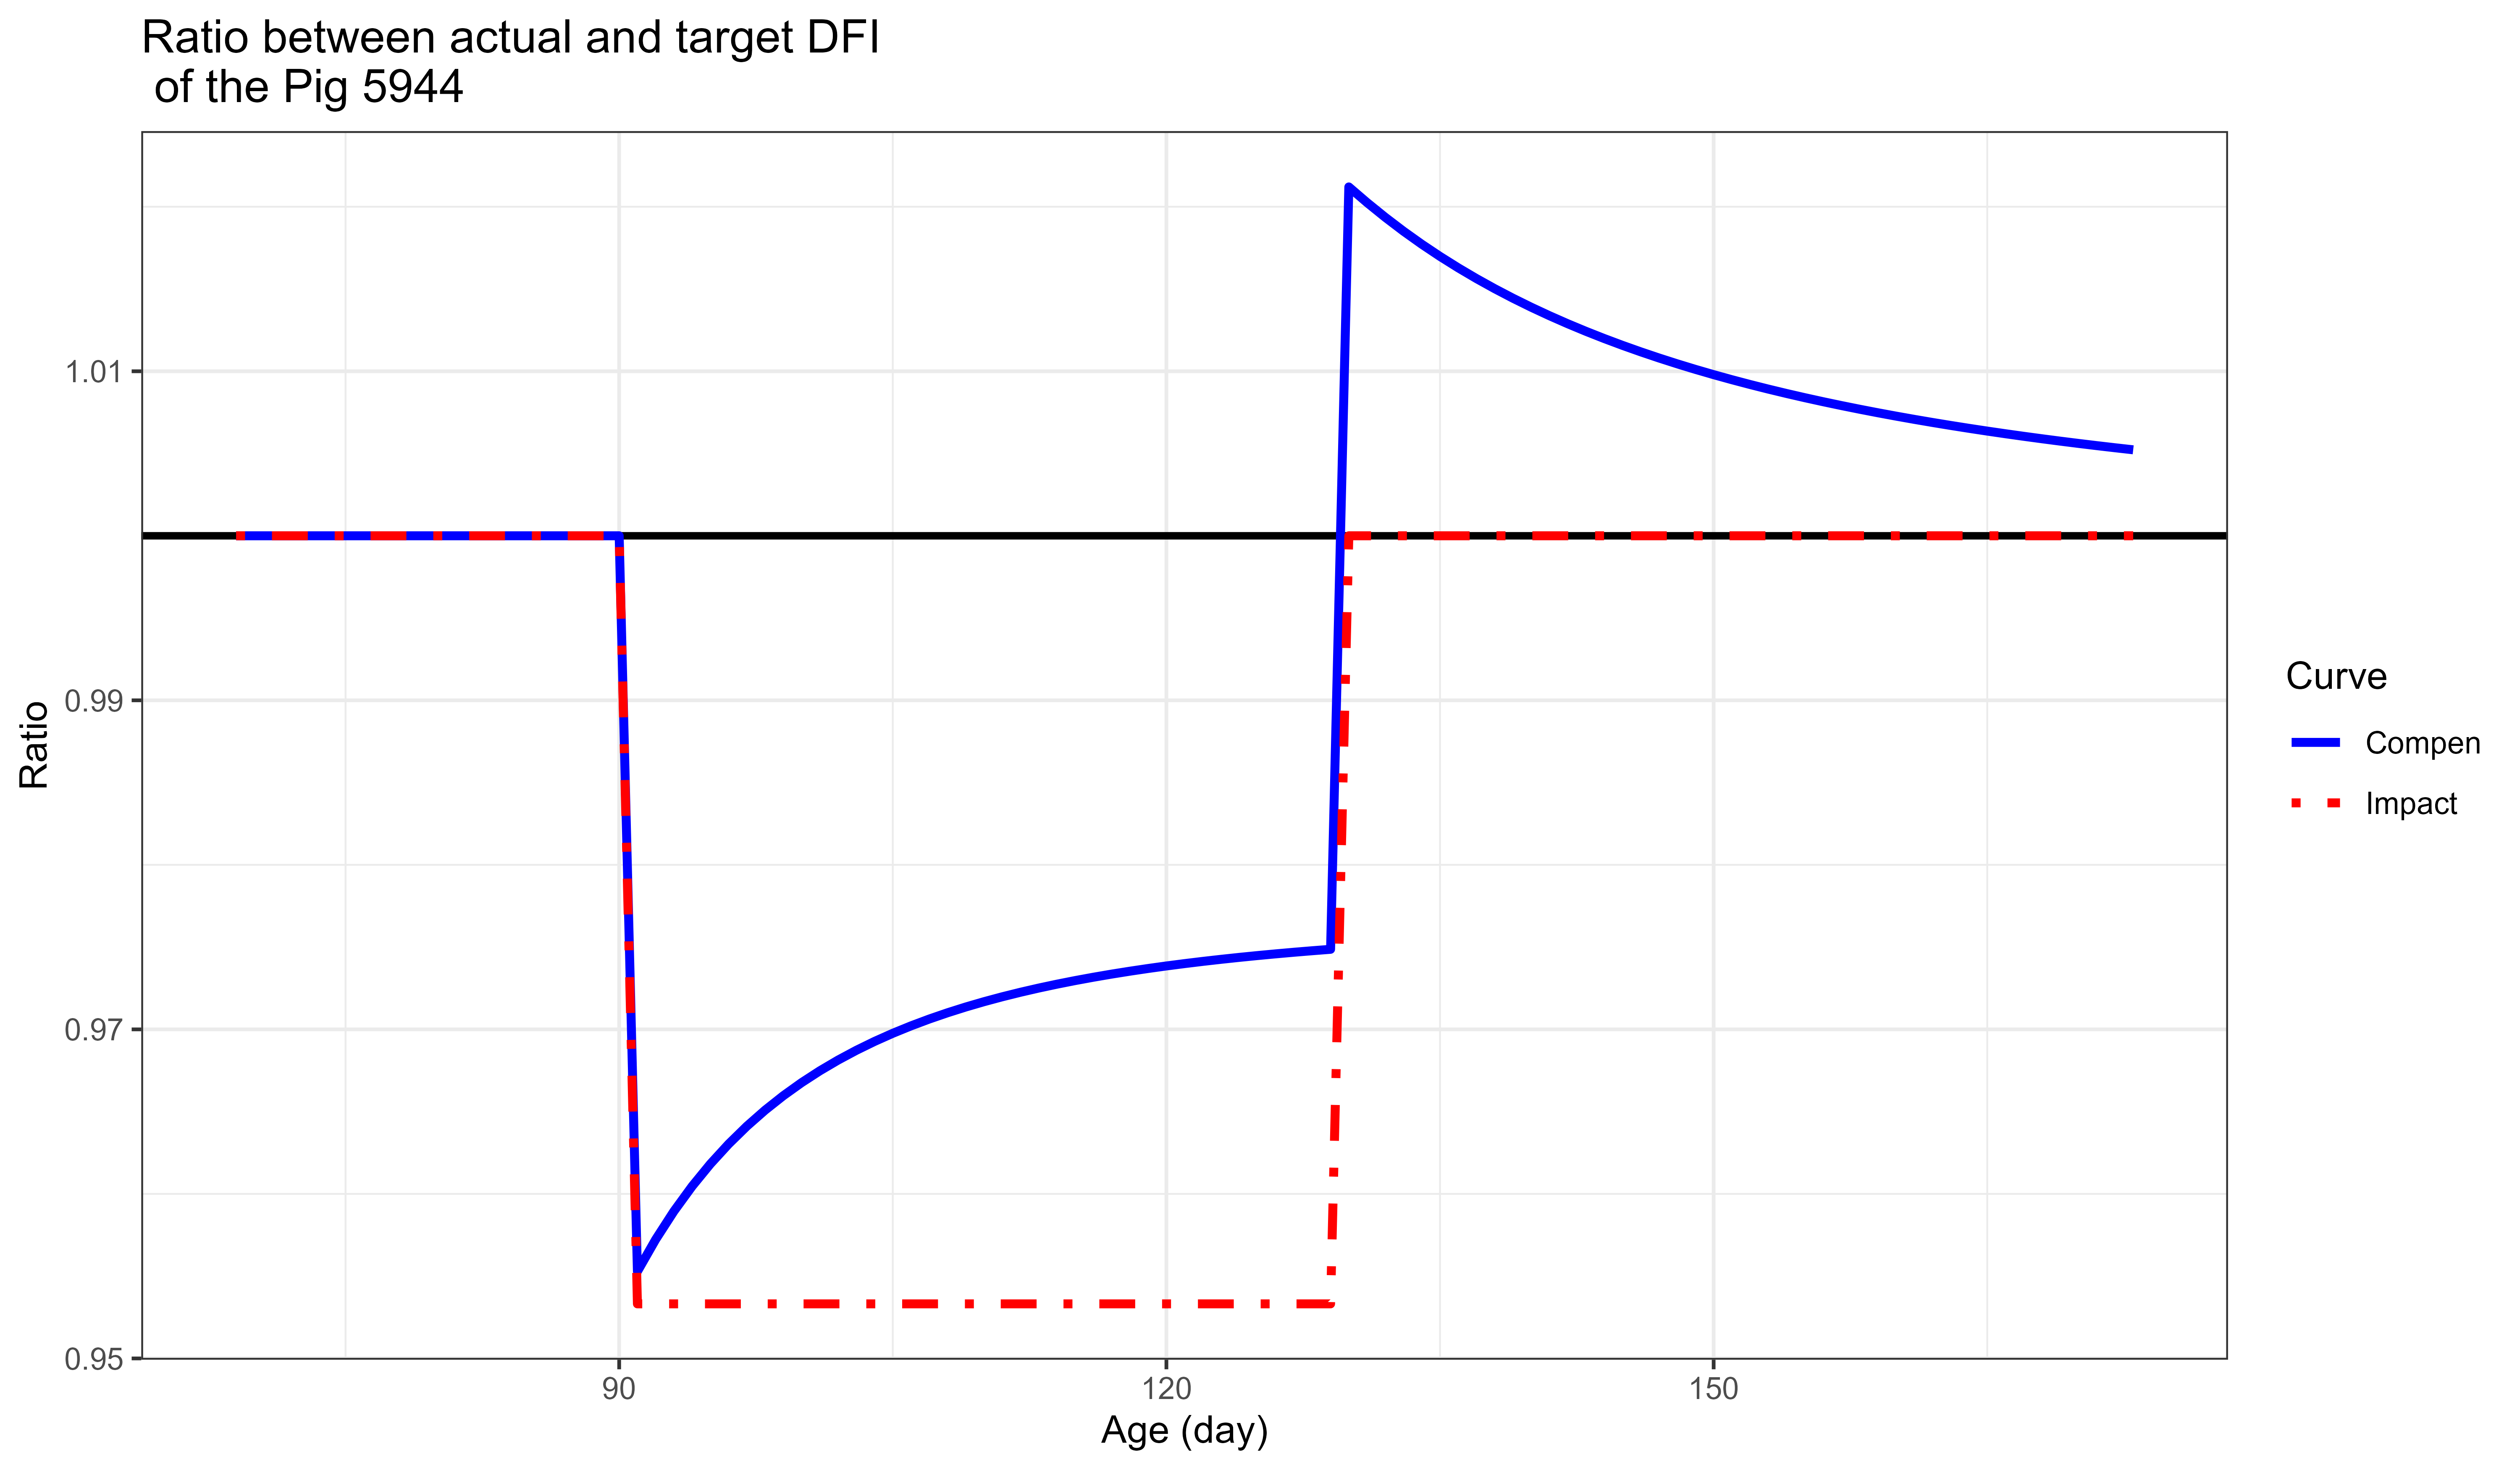 Ratio between actual and target DFI
of the Pig 5944
1.01
0.99
0.97
0.95
Ratio
90
120
150
Age (day)
Curve
Compen
Impact